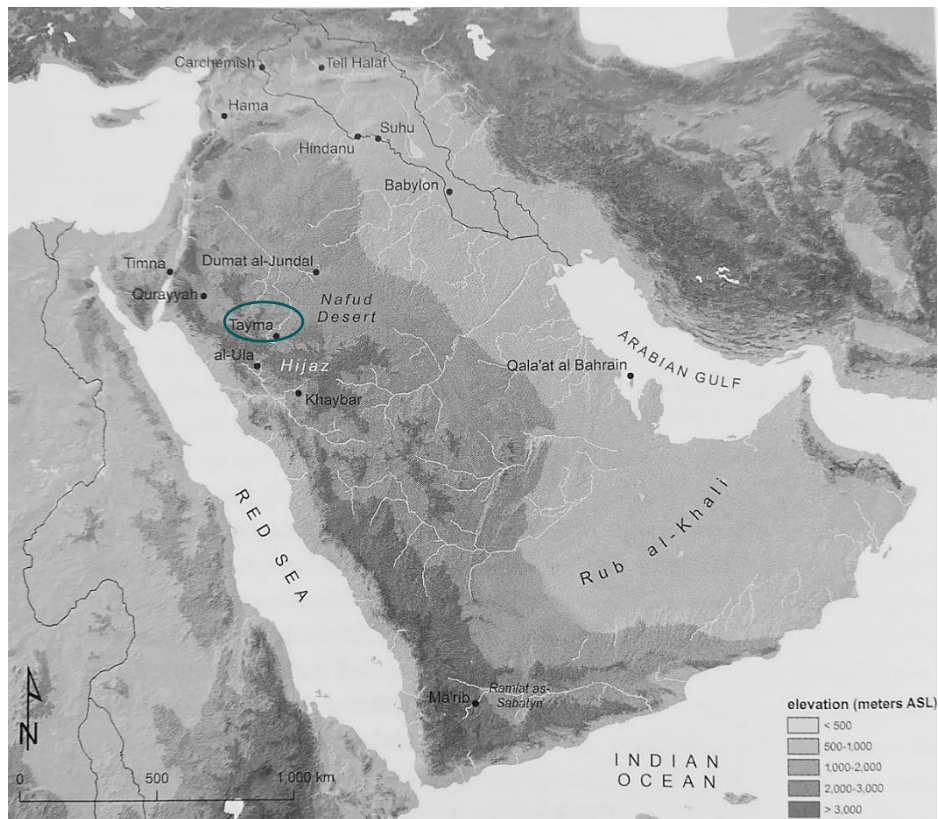 Carchemish
Tell Halaf
Hama
Suhu
Hindanu
Babylon
Timna
Dumat al-Jundal
Qurayyah
Nafud
Desert
Tayma
al-Ula
Hijaz
Khaybar
Qala'at al Bahrain
ARABIAN GULF
RED SEA
Rub al-Khali
Ma'rib
Ramlat as-
Sabatyn
INDIAN
OCEAN
elevation (meters ASL)
< 500
500-1,000
1,000-2,000
2,000-3,000
> 3,000
N
0 500 1,000 km